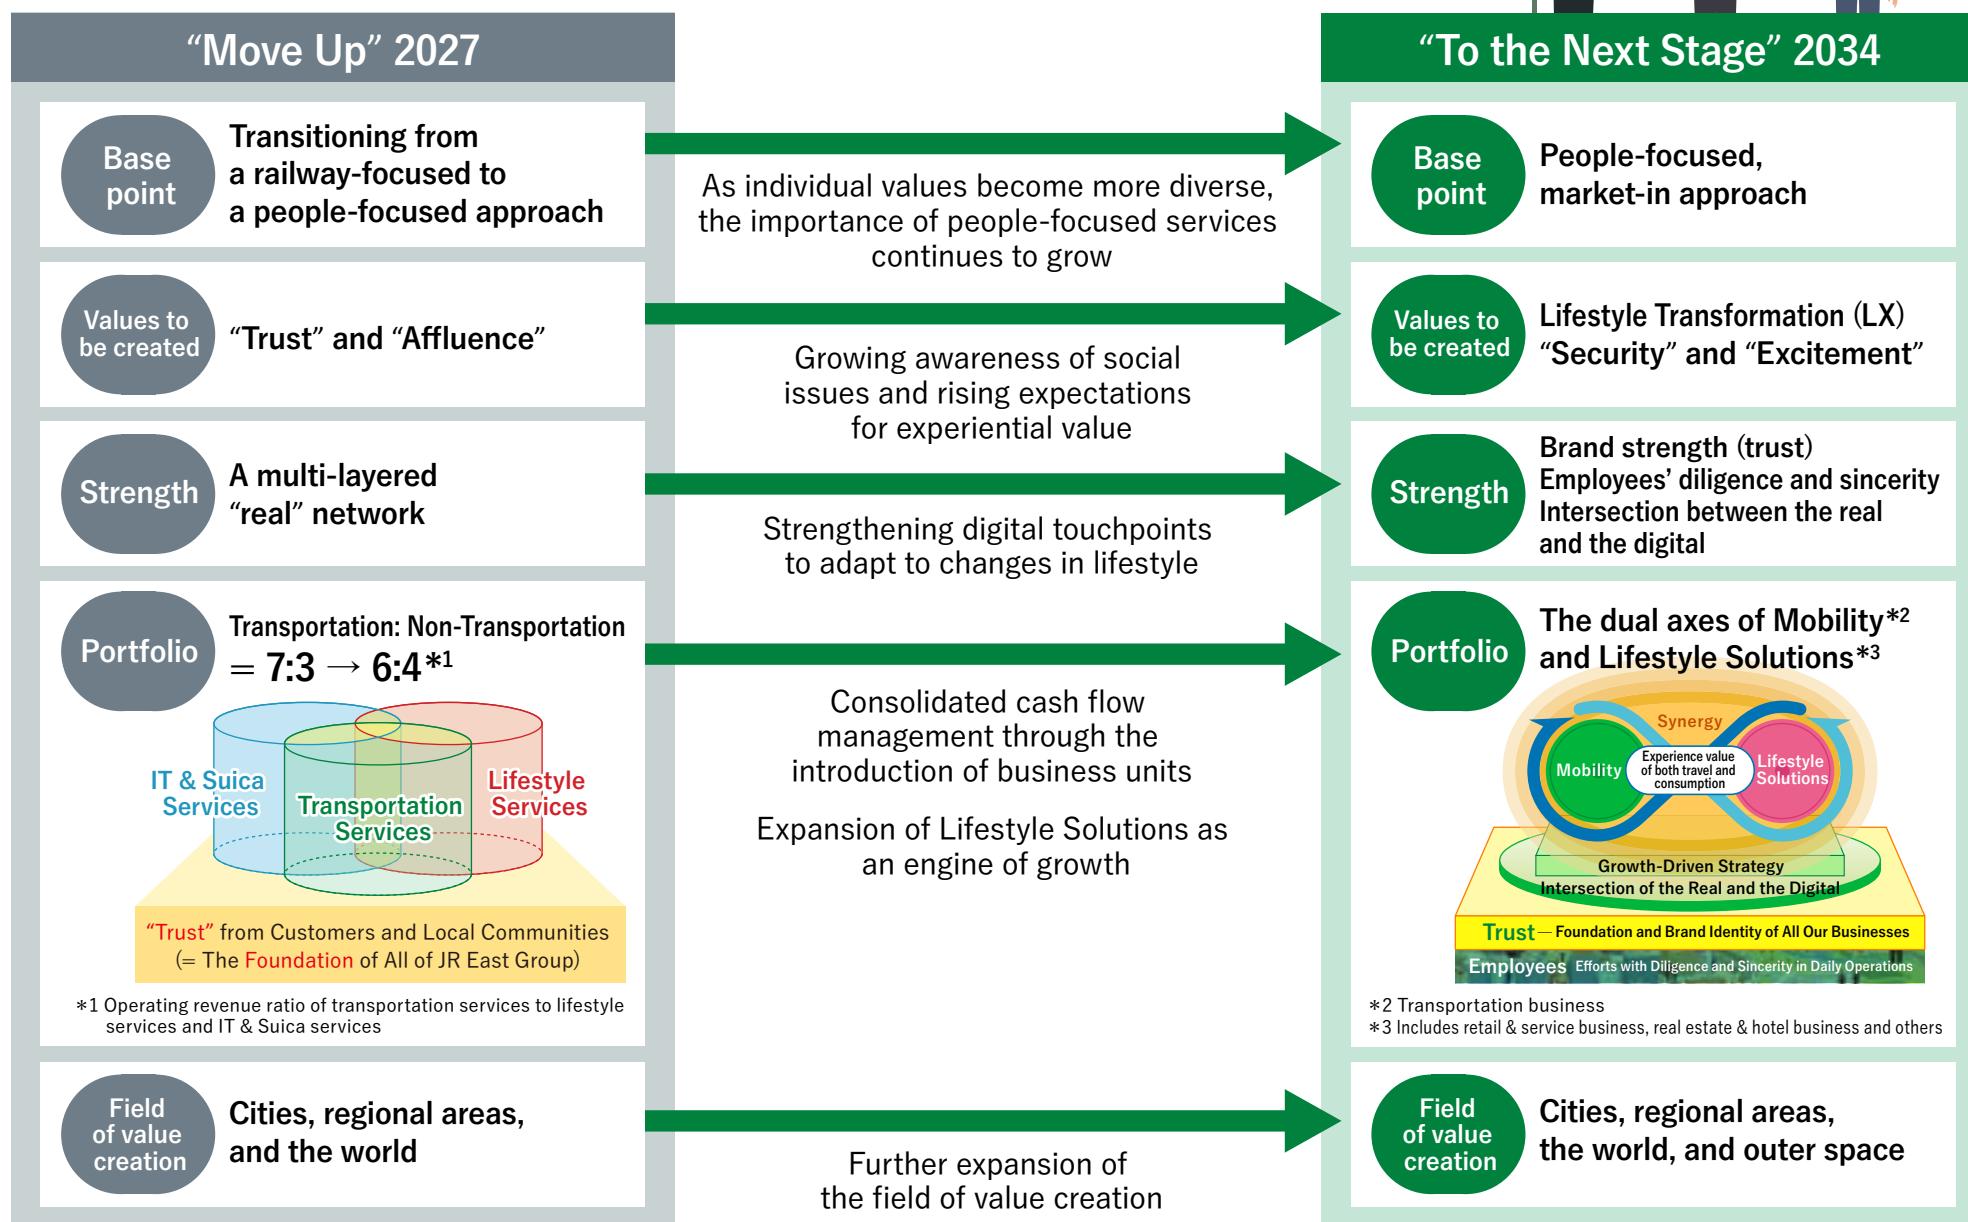 “Move Up” 2027
Base
point
Transitioning from
a railway-focused to
a people-focused approach
Values to
be created
“Trust” and “Affluence”
Strength
A multi-layered
“real” network
Portfolio
Transportation: Non-Transportation
= 7:3 → 6:4*1
IT & Suica
Services
Transportation
Services
Lifestyle
Services
“Trust” from Customers and Local Communities
(= The Foundation of All of JR East Group)
*1 Operating revenue ratio of transportation services to lifestyle
services and IT & Suica services
Field
of value
creation
Cities, regional areas,
and the world
As individual values become more diverse,
the importance of people-focused services
continues to grow
Growing awareness of social
issues and rising expectations
for experiential value
Strengthening digital touchpoints
to adapt to changes in lifestyle
Consolidated cash flow
management through the
introduction of business units
Expansion of Lifestyle Solutions as
an engine of growth
Further expansion of
the field of value creation
“To the Next Stage” 2034
Base
point
People-focused,
market-in approach
Values to
be created
Lifestyle Transformation (LX)
“Security” and “Excitement”
Strength
Brand strength (trust)
Employees’ diligence and sincerity
Intersection between the real
and the digital
Portfolio
The dual axes of Mobility*2
and Lifestyle Solutions*3
Synergy
Mobility
Experience value
of both travel and
consumption
Lifestyle
Solutions
Growth-Driven Strategy
Intersection of the Real and the Digital
Trust — Foundation and Brand Identity of All Our Businesses
Employees Efforts with Diligence and Sincerity in Daily Operations
*2 Transportation business
*3 Includes retail & service business, real estate & hotel business and others
Field
of value
creation
Cities, regional areas,
the world, and outer space